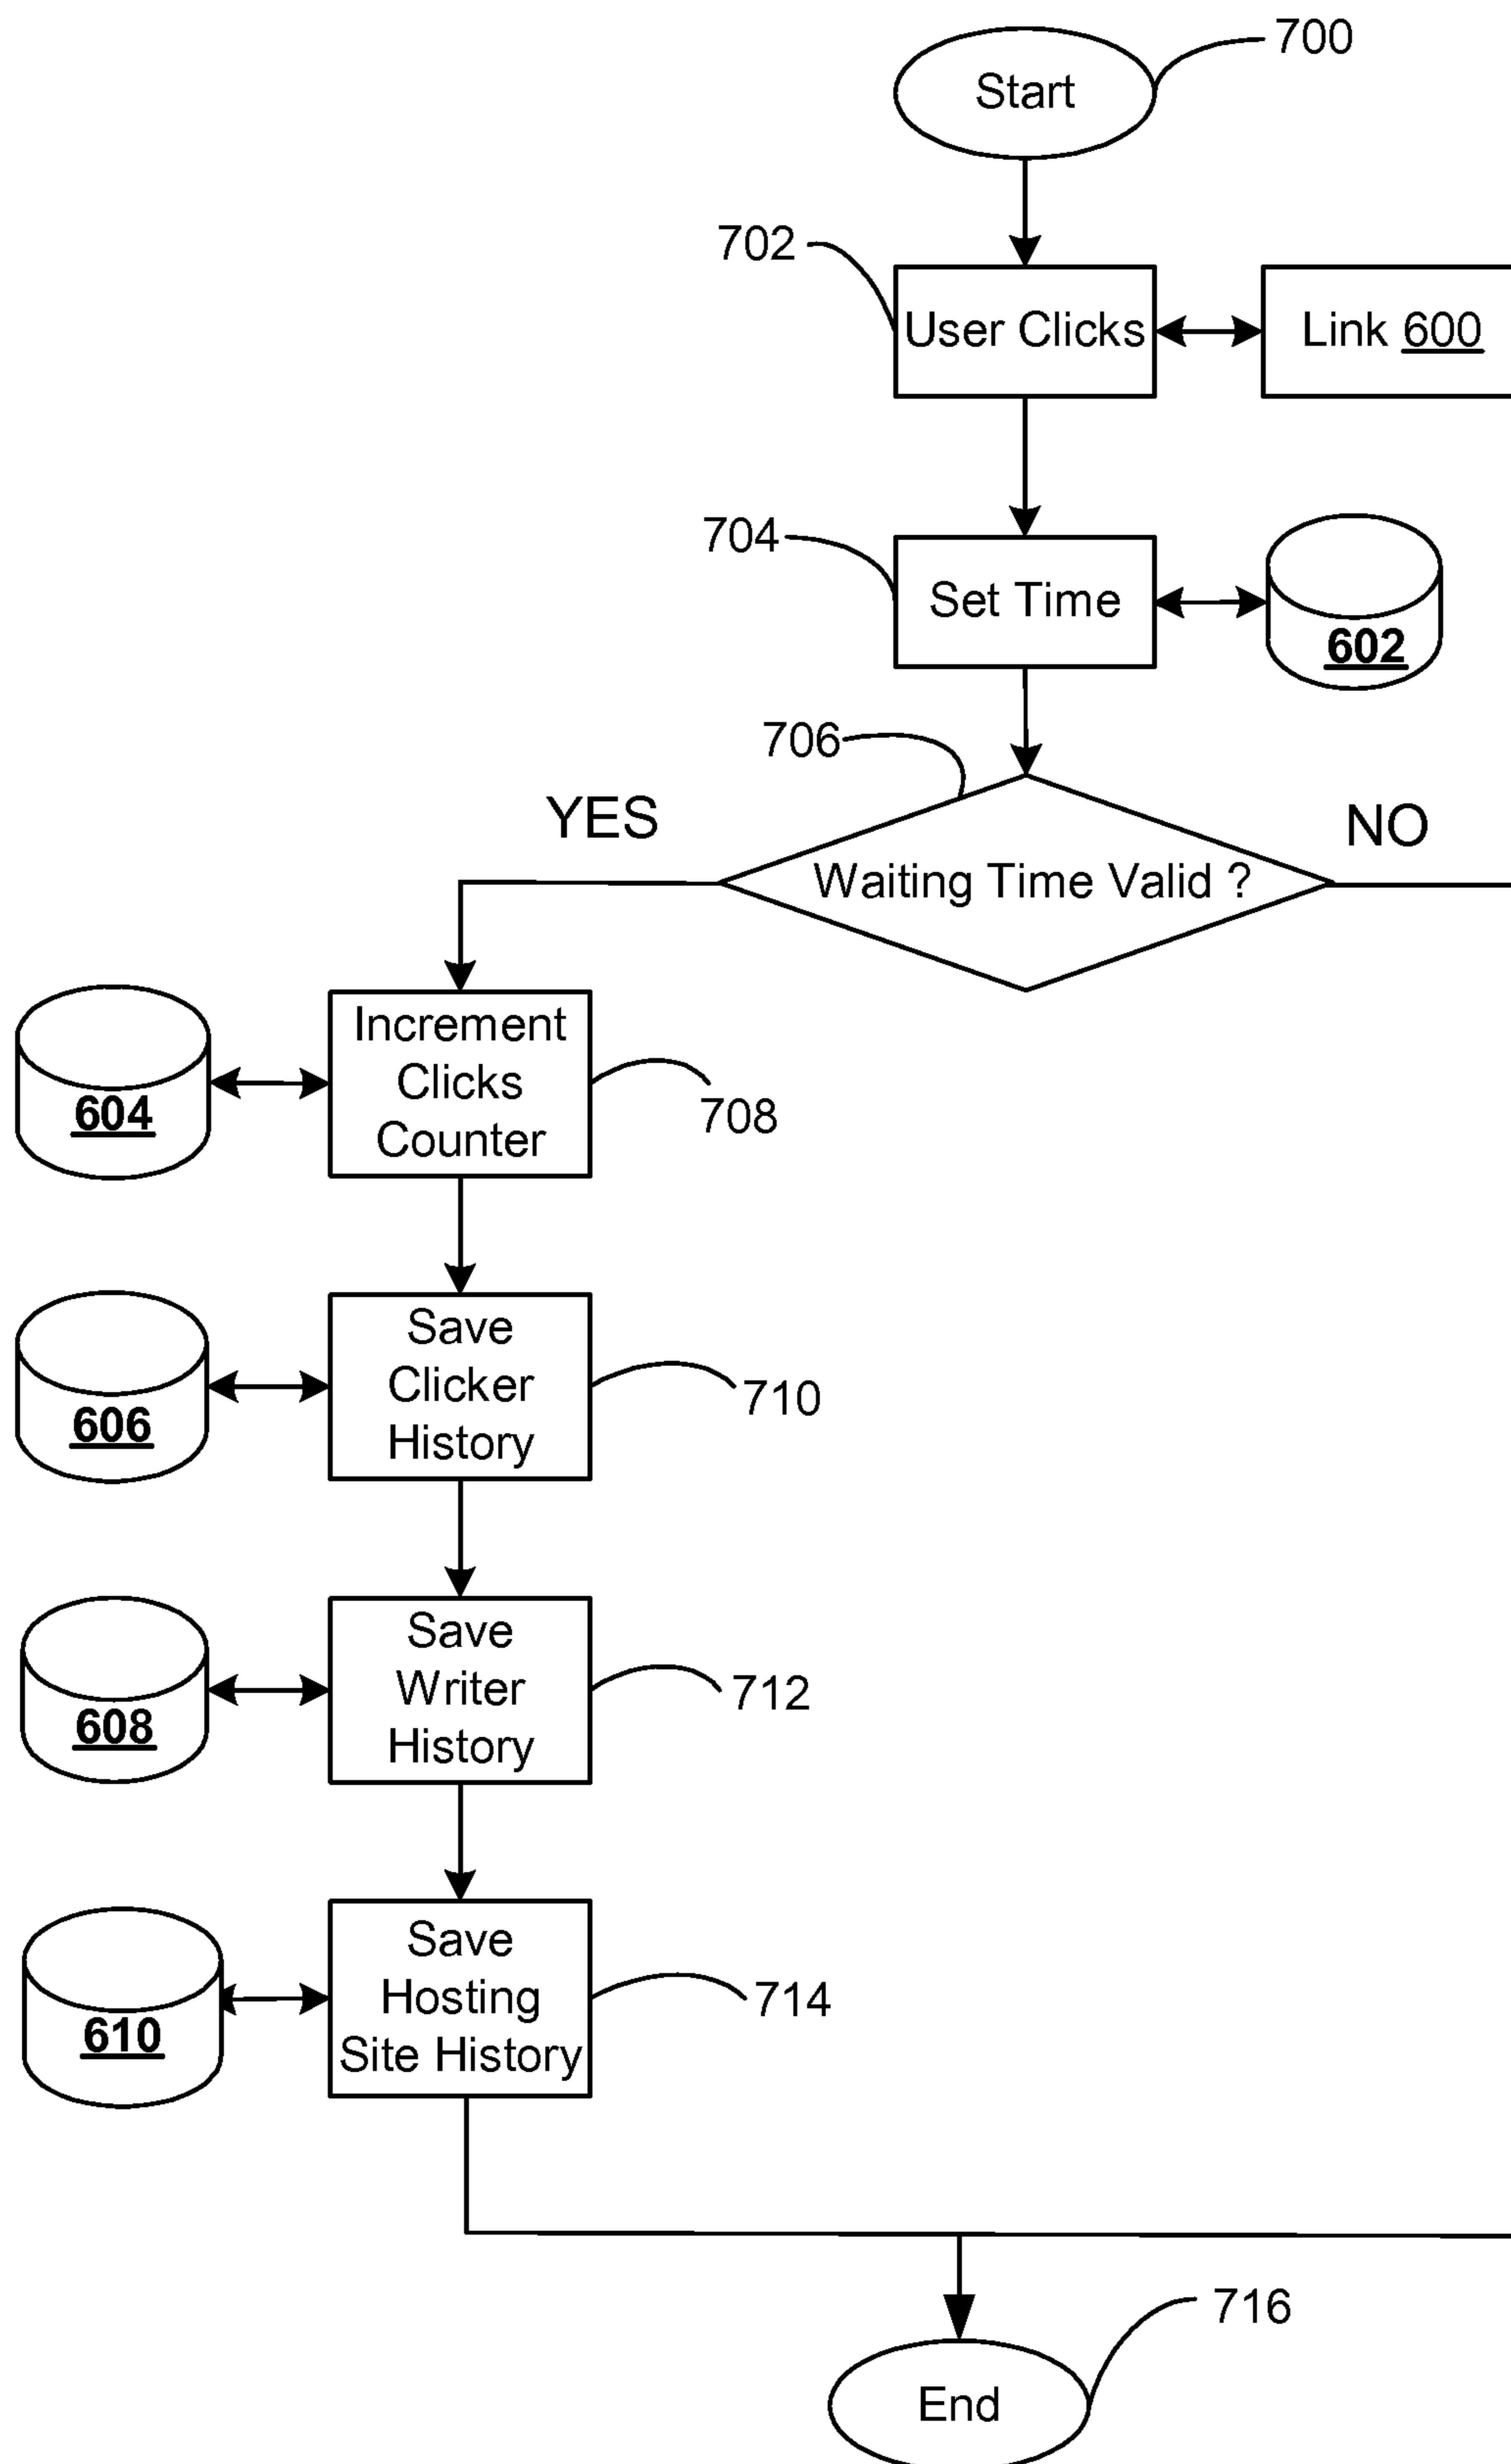 700
Start
702
User Clicks
Link 600
704
Set Time
602
706
YES
NO
Waiting Time Valid ?
Increment
Clicks
Counter
604
708
Save
Clicker
History
606
710
Save
Writer
History
608
712
Save
Hosting
Site History
610
714
716
End